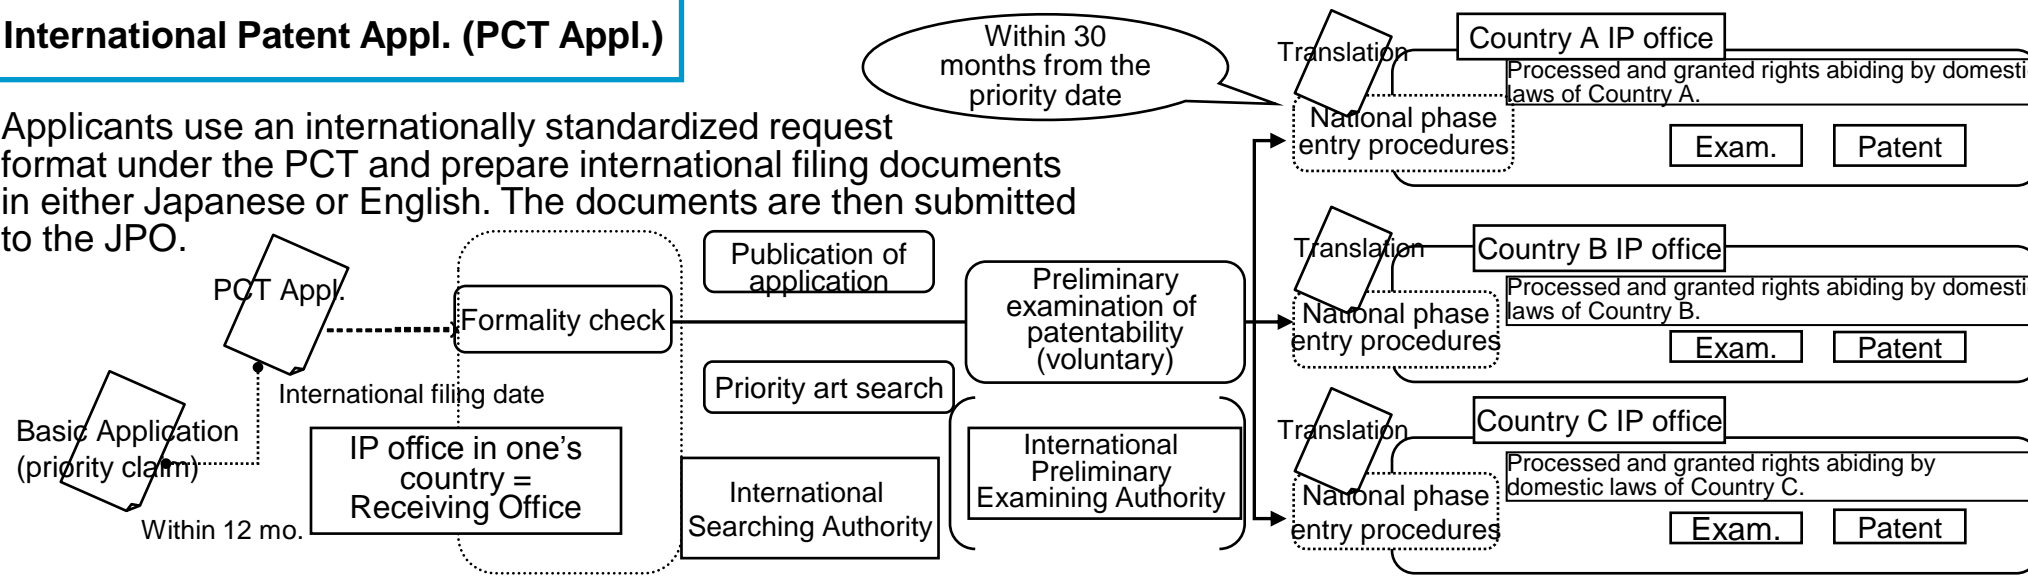 International Patent Appl. (PCT Appl.)
Applicants use an internationally standardized request
format under the PCT and prepare international filing documents
in either Japanese or English. The documents are then submitted
to the JPO.
Within 30
months from the
priority date
PCT Appl.
International filing date
Basic Application
(priority claim)
Within 12 mo.
Formality check
IP office in one's
country =
Receiving Office
Publication of
application
Priority art search
International
Searching Authority
Preliminary
examination of
patentability
(voluntary)
International
Preliminary
Examining Authority
Translation
National phase
entry procedures
Country A IP office
Processed and granted rights abiding by domesti
laws of Country A.
Exam.
Patent
Translation
National phase
entry procedures
Country B IP office
Processed and granted rights abiding by domesti
laws of Country B.
Exam.
Patent
Translation
National phase
entry procedures
Country C IP office
Processed and granted rights abiding by
domestic laws of Country C.
Exam.
Patent